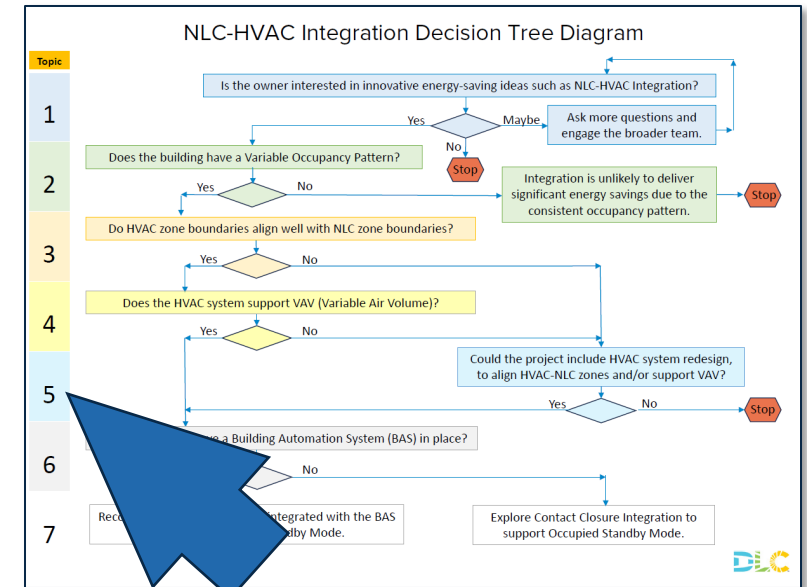 NLC-HVAC Integration Decision Tree Diagram
Topic
1
Is the owner interested in innovative energy-saving ideas such as NLC-HVAC Integration?
Yes
Maybe
No
Stop
Ask more questions and
engage the broader team.
2
Does the building have a Variable Occupancy Pattern?
Yes
No
Integration is unlikely to deliver
significant energy savings due to the
consistent occupancy pattern.
Stop
3
Do HVAC zone boundaries align well with NLC zone boundaries?
Yes
No
4
Does the HVAC system support VAV (Variable Air Volume)?
Yes
No
5
Could the project include HVAC system redesign,
to align HVAC-NLC zones and/or support VAV?
Yes
No
Stop
6
a Building Automation System (BAS) in place?
No
7
integrated with the BAS
Mode.
Explore Contact Closure Integration to
support Occupied Standby Mode.
DLC